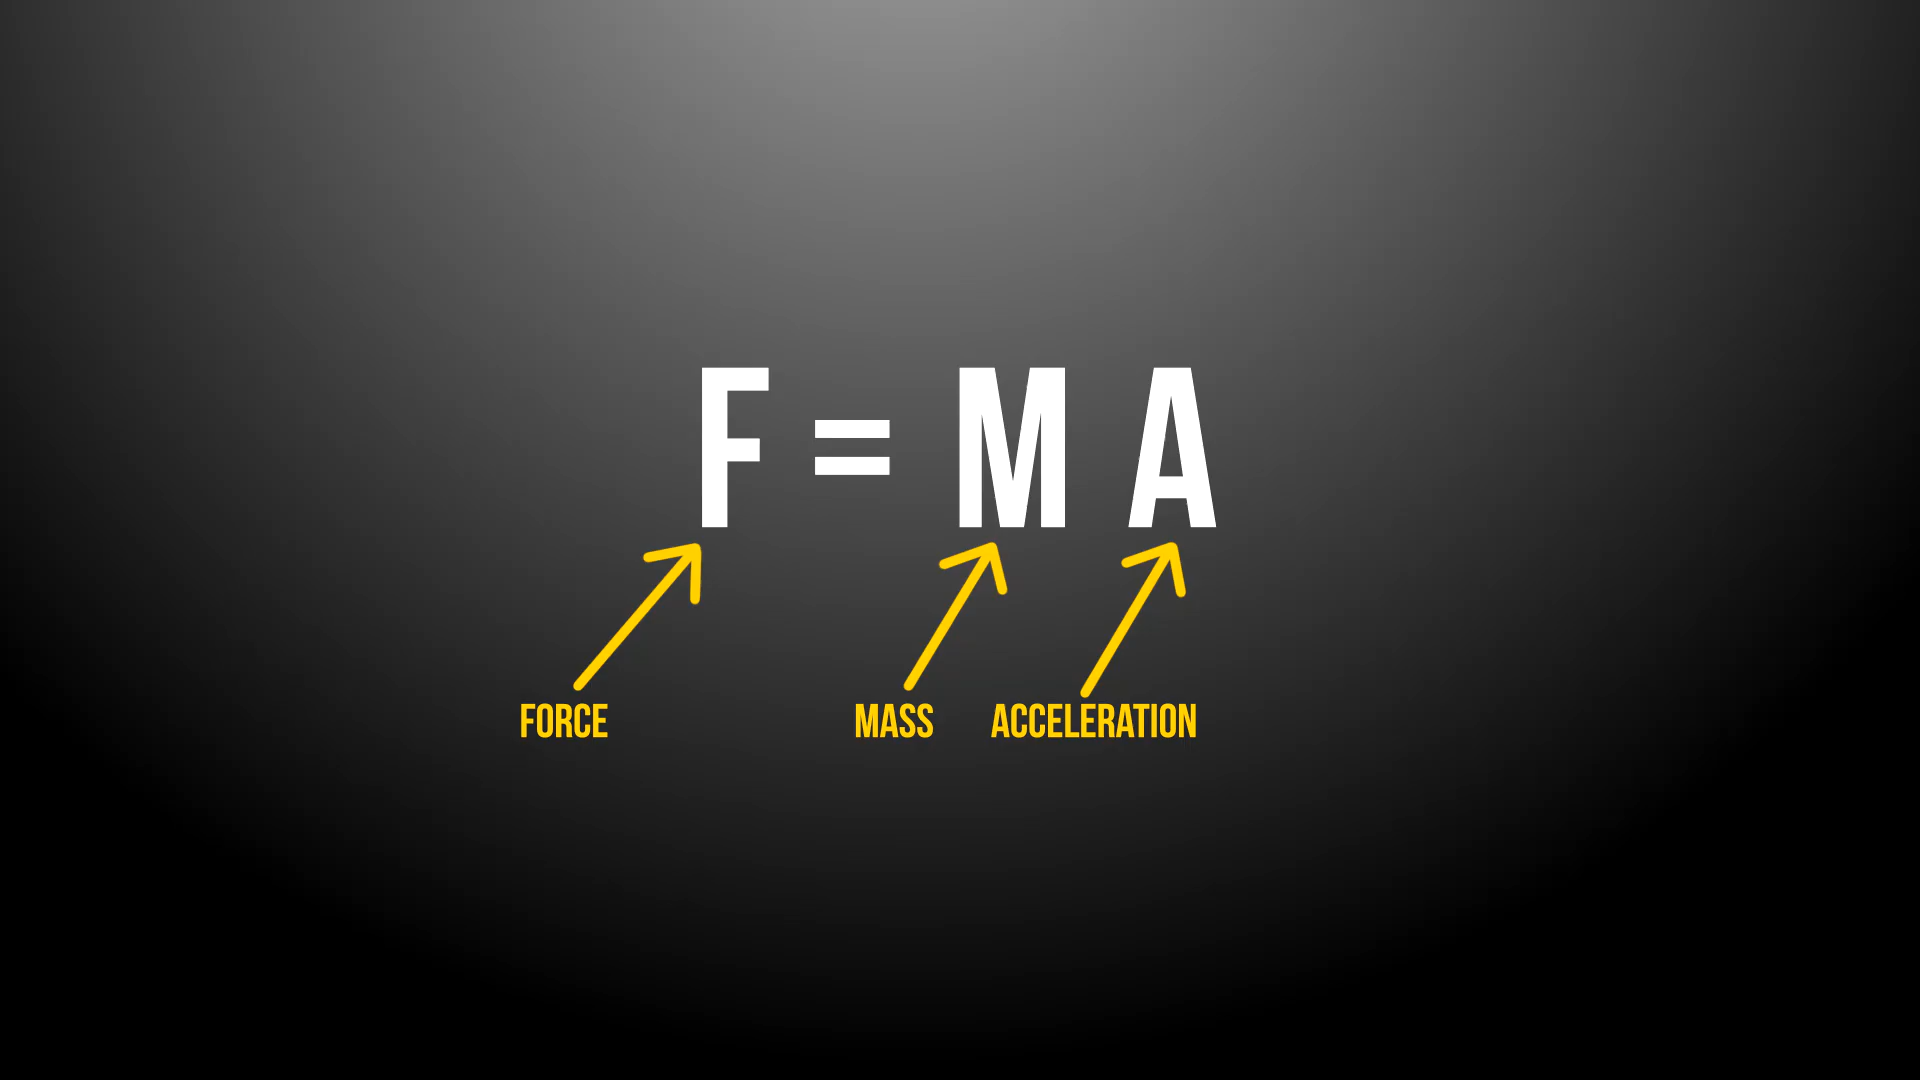 F = M A
FORCE MASS ACCELERATION